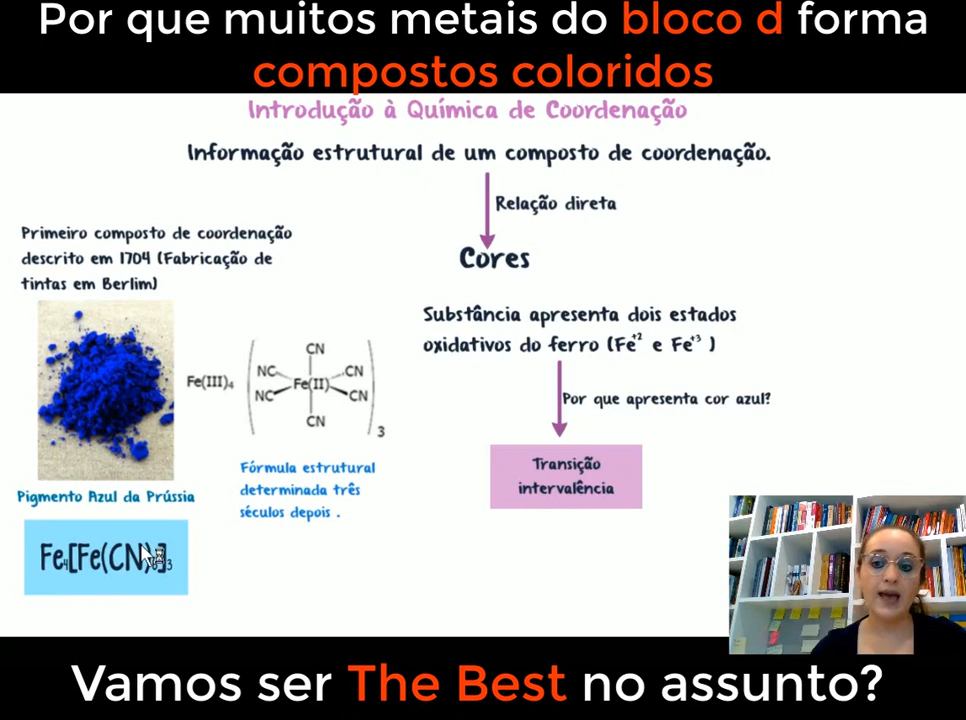 Por que muitos metais do bloco d forma
compostos coloridos
Introdução à Química de Coordenação
Informação estrutural de um composto de coordenação.
Relação direta
Cores
Primeiro composto de coordenação
descrito em 1704 (Fabricação de
tintas em Berlim)
Substância apresenta dois estados
oxidativos do ferro (Fe⁺² e Fe⁺³ )
Por que apresenta cor azul?
Transição
intervalência
Fe(III)₄
CN
NC CN
Fe(II)
NC CN
CN
3
Fórmula estrutural
determinada três
séculos depois .
Pigmento Azul da Prússia
Fe₄[Fe(CN)]₃
Vamos ser The Best no assunto?